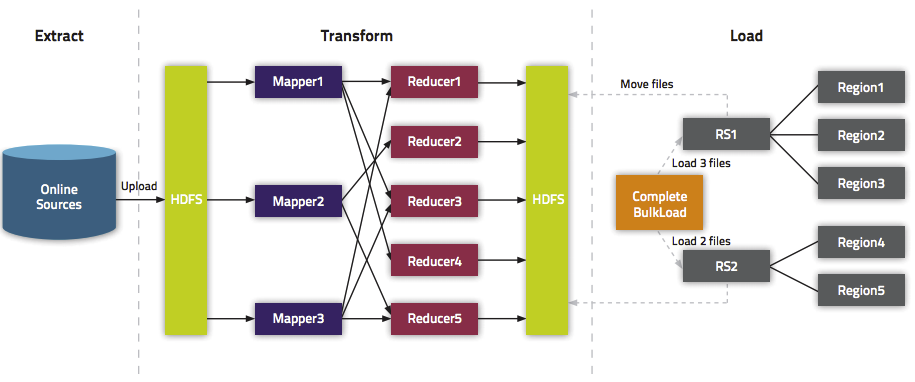 Extract
Transform
Load
Online
Sources
Upload
HDFS
Mapper1
Mapper2
Mapper3
Reducer1
Reducer2
Reducer3
Reducer4
Reducer5
HDFS
Move files
RS1
Load 3 files
Complete
BulkLoad
Load 2 files
RS2
Region1
Region2
Region3
Region4
Region5